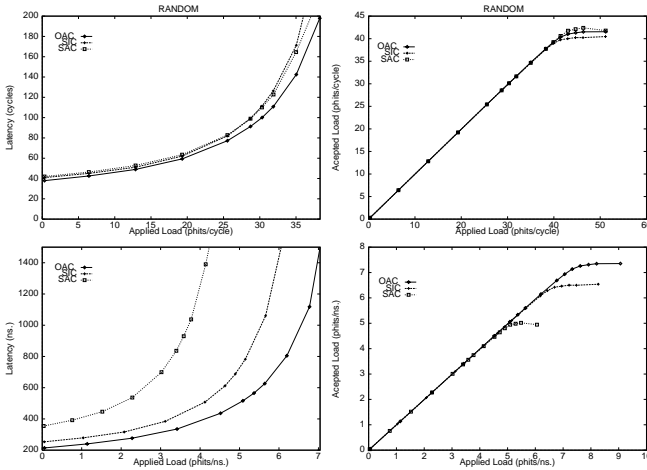 RANDOM
200
180
160
140
120
100
80
60
40
20
0
Latency (cycles)
OAC
SIC
SAC
0 5 10 15 20 25 30 35
Applied Load (phits/cycle)
RANDOM
45
40
35
30
25
20
15
10
5
0
Acepted Load (phits/cycle)
OAC
SIC
SAC
0 10 20 30 40 50 60
Applied Load (phits/cycle)
1400
1200
1000
800
600
400
200
Latency (ns.)
OAC
SIC
SAC
0 1 2 3 4 5 6 7
Applied Load (phits/ns.)
8
7
6
5
4
3
2
1
0
Acepted Load (phits/ns.)
OAC
SIC
SAC
0 1 2 3 4 5 6 7 8 9 10
Applied Load (phits/ns.)